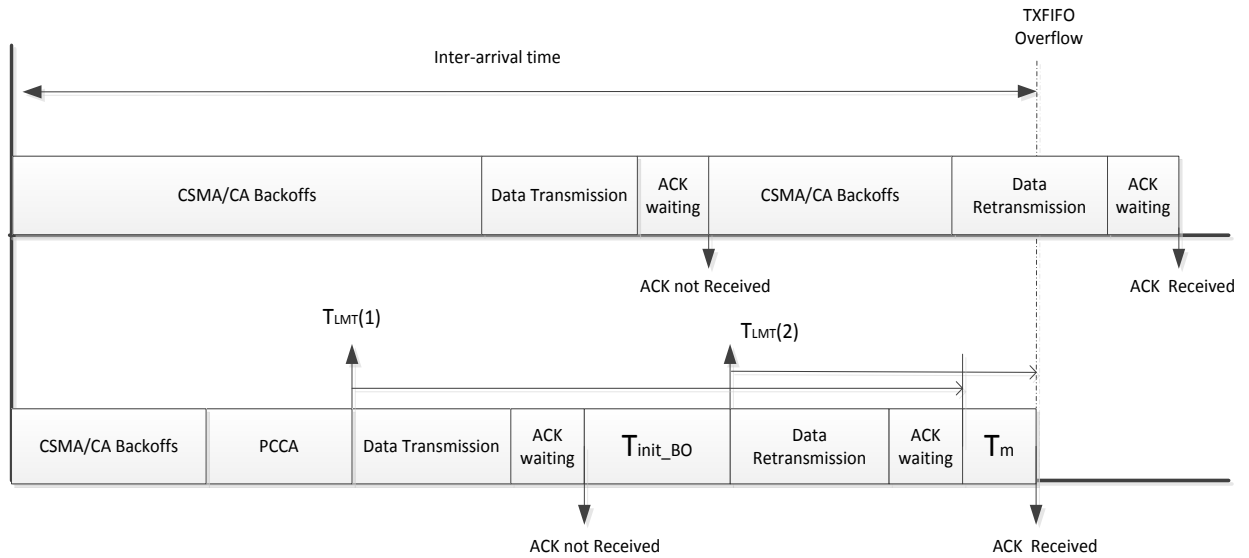 TXFIFO
Overflow
Inter-arrival time
CSMA/CA Backoffs
Data Transmission
ACK
waiting
CSMA/CA Backoffs
Data
Retransmission
ACK
waiting
ACK not Received
ACK Received
TLMT(1)
TLMT(2)
CSMA/CA Backoffs
PCCA
Data Transmission
ACK
waiting
Tinit_BO
Data
Retransmission
ACK
waiting
Tm
ACK not Received
ACK Received